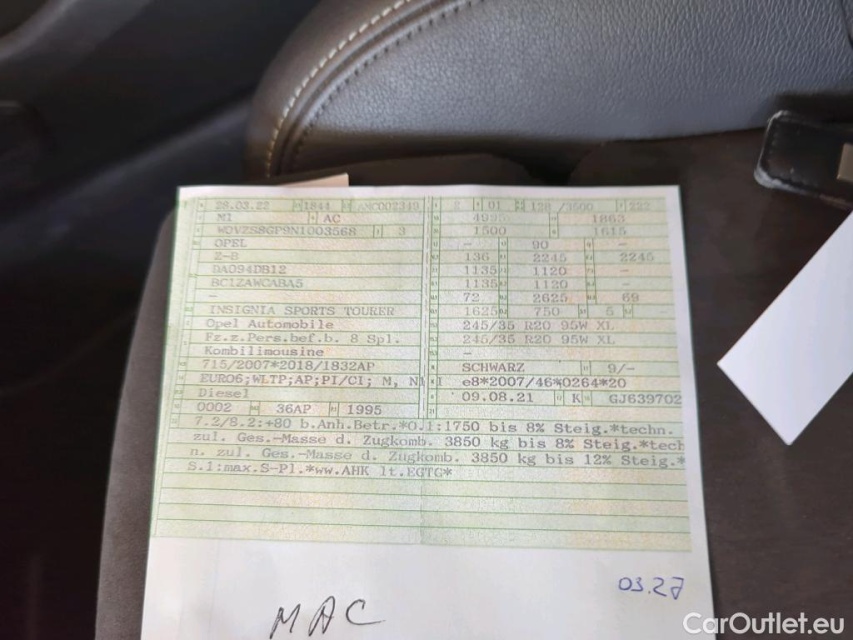 28.03.22 1844 2 01 128 /3500 222
M1 AC 4995 1863
3 1500 1615
OPEL - 90 -
Z-B 136 2245 2245
DA094DB12 1135 1120 -
BC1ZAWCABA5 1135 1120 -
- 72 2625 69
INSIGNIA SPORTS TOURER 1625 750 5 -
Opel Automobile 245/35 R20 95W XL
Fz.z.Pers.bef.b. 8 Spl. 245/35 R20 95W XL
Kombilimousine -
715/2007*2018/1832AP SCHWARZ 9/-
EURO6;WLTP;AP;PI/CI; M, N1 I e8*2007/46*0264*20
Diesel 09.08.21 K GJ639702
0002 36AP 1995
7.2/8.2:+80 b.Anh.Betr.*O.1:1750 bis 8% Steig.*techn.
zul. Ges.-Masse d. Zugkomb. 3850 kg bis 8% Steig.*tech
n. zul. Ges.-Masse d. Zugkomb. 3850 kg bis 12% Steig.*
S.1:max.S-Pl.*ww.AHK lt.EGTG*
03.27
MAC
CarOutlet.eu